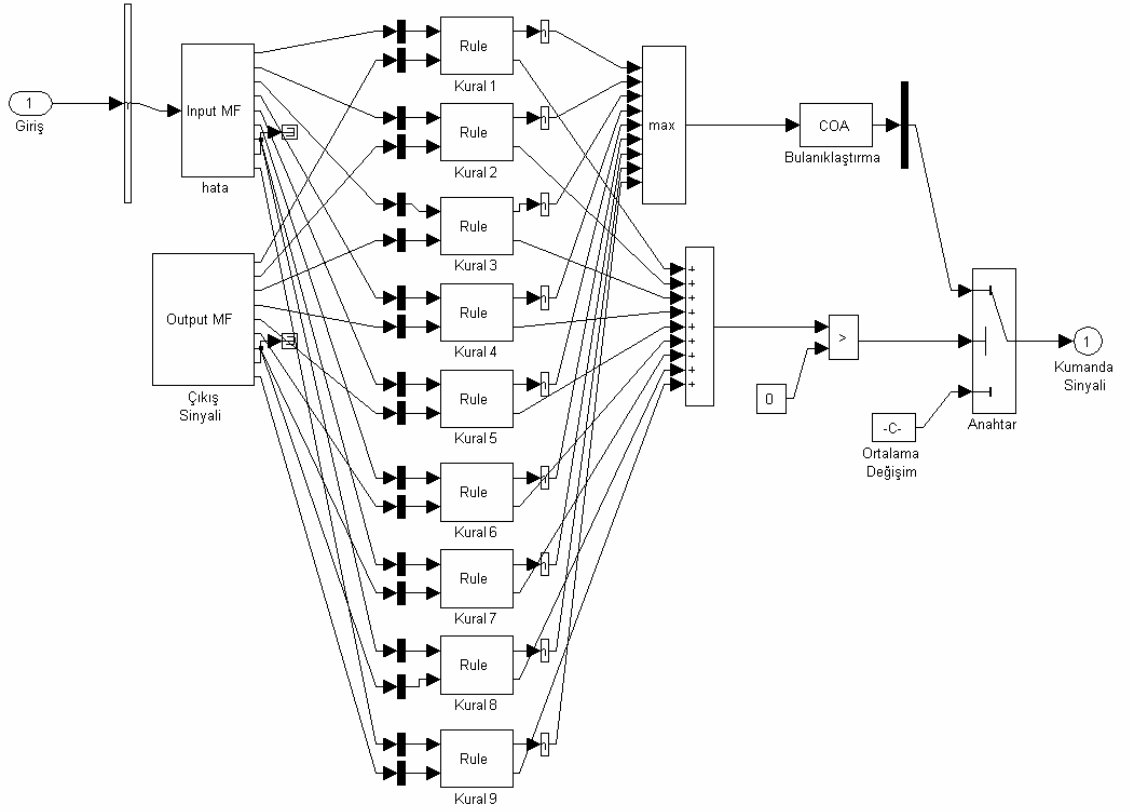 1
Giriş
Input MF
hata
Output MF
Çıkış
Sinyali
Rule
Kural 1
Rule
Kural 2
Rule
Kural 3
Rule
Kural 4
Rule
Kural 5
Rule
Kural 6
Rule
Kural 7
Rule
Kural 8
Rule
Kural 9
max
+
+
+
+
+
+
+
+
+
COA
Bulanıklaştırma
>
0
-C-
Ortalama
Değişim
Anahtar
1
Kumanda
Sinyali